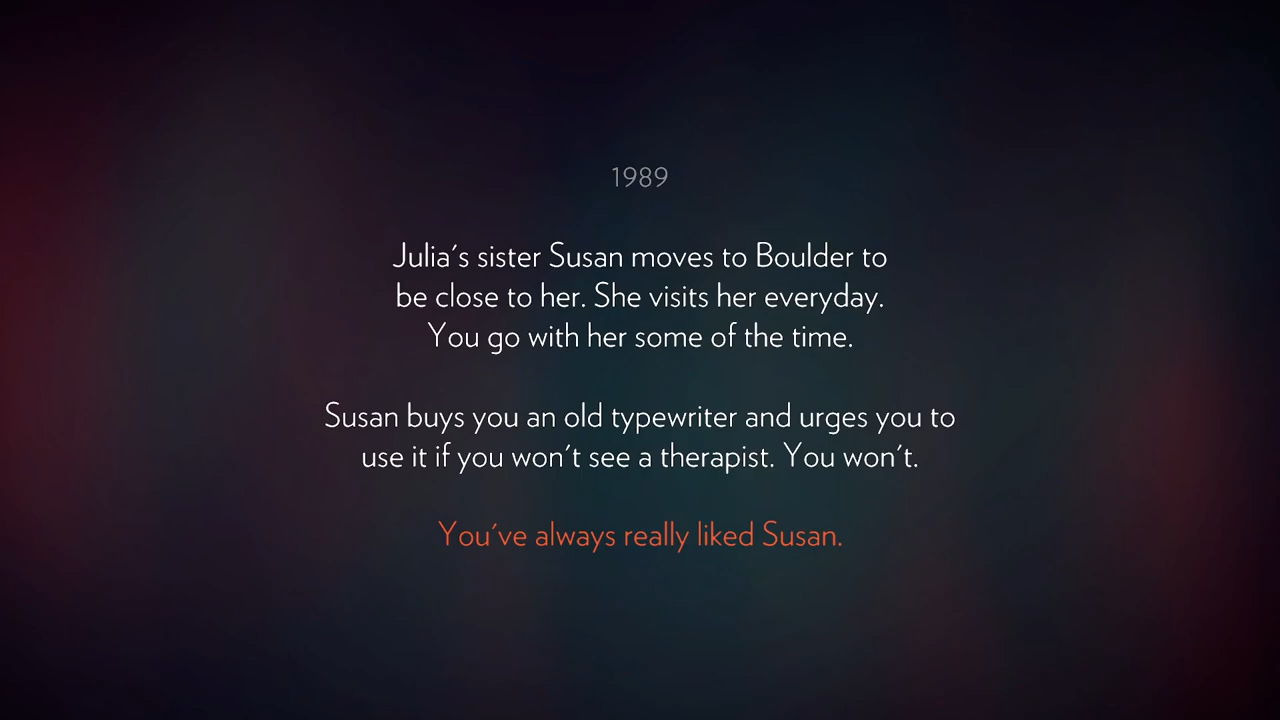 1989
Julia's sister Susan moves to Boulder to
be close to her. She visits her everyday.
You go with her some of the time.
Susan buys you an old typewriter and urges you to
use it if you won't see a therapist. You won't.
You've always really liked Susan.